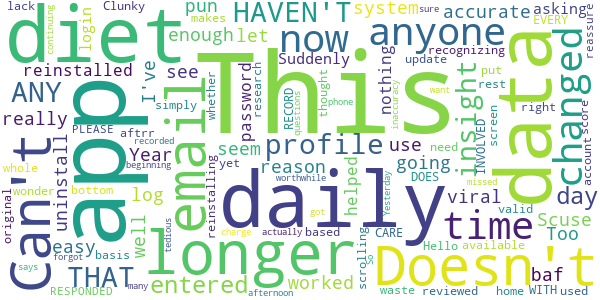 diet
app
This
daily
data
Doesn't
longer
Can't
email
time
changed
insight
profile
anyone
now
HAVEN'T
THAT
ANY
entered
day
viral
Scuse
Too
baf
uninstall
reinstalled
really
enough
pun
let
system
accurate
asking
login
Clunky
lack
I've
see
Year
log
well
easy
basis
worked
helped
reason
seem
use
going
nothing
password
Suddenly
research
RECORD
thought
questions
phone
whether
simply
reinstalling
yet
aftrr
PLEASE
recorded
beginning
bottom
wonder
whole
original
says
forgot
many
RESPONDED
tedious
worthwhile
got
charge
actually
based
afternoon
scrolling
CARE
So
Yesterday
DOES
need
want
inaccuracy
update
recognizing
makes
sure
EVERY
put
rest
screen
right
score
account
reassure
INVOLVED
valid
missed
available
Hello
waste
reviewed
home
WITH
used
continuing